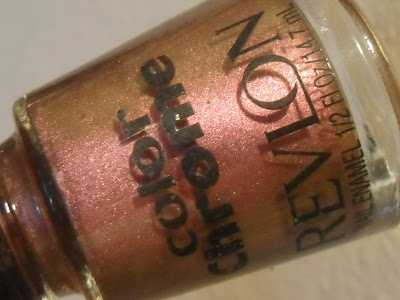 color
chrome
REVLON
NAIL ENAMEL 1/2 Fl OZ/14.7 mL